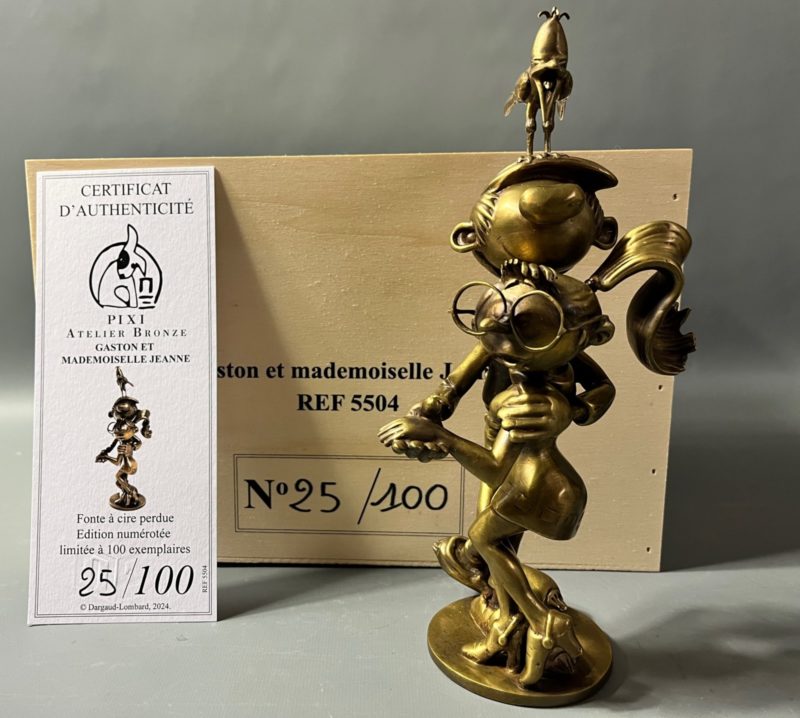 CERTIFICAT
D'AUTHENTICITÉ
PIXI
ATELIER BRONZE
GASTON ET
MADEMOISELLE JEANNE
Fonte à cire perdue
Edition numérotée
limitée à 100 exemplaires
25/100
REF 5504
© Dargaud-Lombard, 2024.
ston et mademoiselle J
REF 5504
Nº25/100